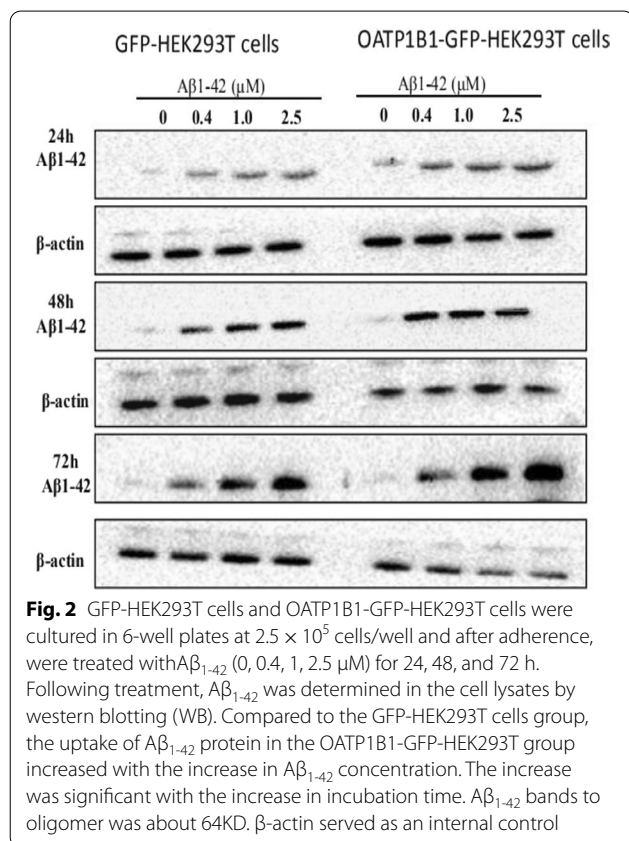 GFP-HEK293T cells OATP1B1-GFP-HEK293T cells
Aβ1-42 (μM) Aβ1-42 (μM)
0 0.4 1.0 2.5 0 0.4 1.0 2.5
24h
Aβ1-42
β-actin
48h
Aβ1-42
β-actin
72h
Aβ1-42
β-actin
Fig. 2 GFP-HEK293T cells and OATP1B1-GFP-HEK293T cells were
cultured in 6-well plates at 2.5 × 10⁵ cells/well and after adherence,
were treated withAβ₁₋₄₂ (0, 0.4, 1, 2.5 μM) for 24, 48, and 72 h.
Following treatment, Aβ₁₋₄₂ was determined in the cell lysates by
western blotting (WB). Compared to the GFP-HEK293T cells group,
the uptake of Aβ₁₋₄₂ protein in the OATP1B1-GFP-HEK293T group
increased with the increase in Aβ₁₋₄₂ concentration. The increase
was significant with the increase in incubation time. Aβ₁₋₄₂ bands to
oligomer was about 64KD. β-actin served as an internal control